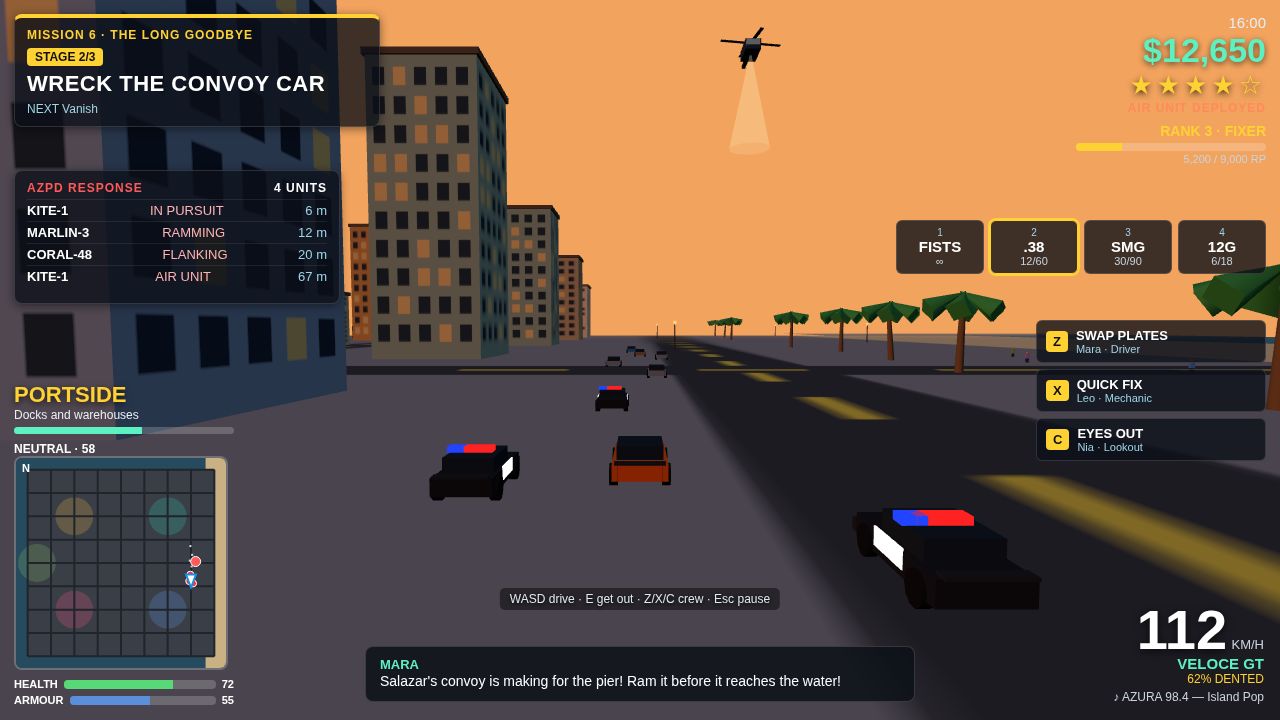 MISSION 6 · THE LONG GOODBYE
STAGE 2/3
WRECK THE CONVOY CAR
NEXT Vanish
AZPD RESPONSE 4 UNITS
KITE-1 IN PURSUIT 6 m
MARLIN-3 RAMMING 12 m
CORAL-48 FLANKING 20 m
KITE-1 AIR UNIT 67 m
PORTSIDE
Docks and warehouses
NEUTRAL · 58
N
HEALTH 72
ARMOUR 55
16:00
$12,650
★★★★☆
AIR UNIT DEPLOYED
RANK 3 · FIXER
5,200 / 9,000 RP
1
FISTS
∞
2
.38
12/60
3
SMG
30/90
4
12G
6/18
Z SWAP PLATES
Mara · Driver
X QUICK FIX
Leo · Mechanic
C EYES OUT
Nia · Lookout
WASD drive · E get out · Z/X/C crew · Esc pause
MARA
Salazar's convoy is making for the pier! Ram it before it reaches the water!
112 KM/H
VELOCE GT
62% DENTED
♪ AZURA 98.4 — Island Pop